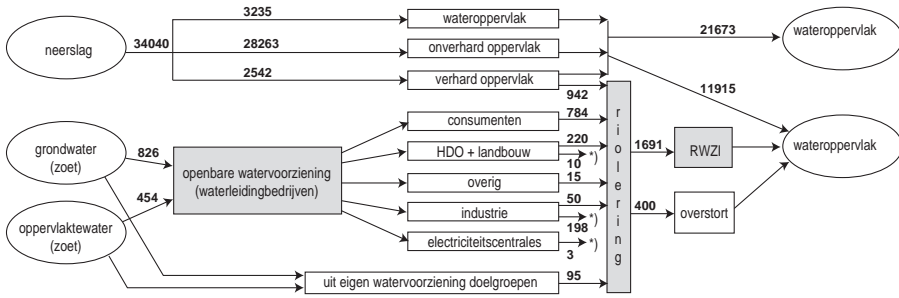 neerslag
34040
3235
28263
2542
wateroppervlak
onverhard oppervlak
verhard oppervlak
942
21673
wateroppervlak
11915
grondwater
(zoet)
826
454
oppervlaktewater
(zoet)
openbare watervoorziening
(waterleidingbedrijven)
consumenten
784
HDO + landbouw
220
*)
10
overig
15
industrie
50
*)
198
electriciteitscentrales
*)
3
uit eigen watervoorziening doelgroepen
95
riolering
1691
RWZI
400
overstort
wateroppervlak